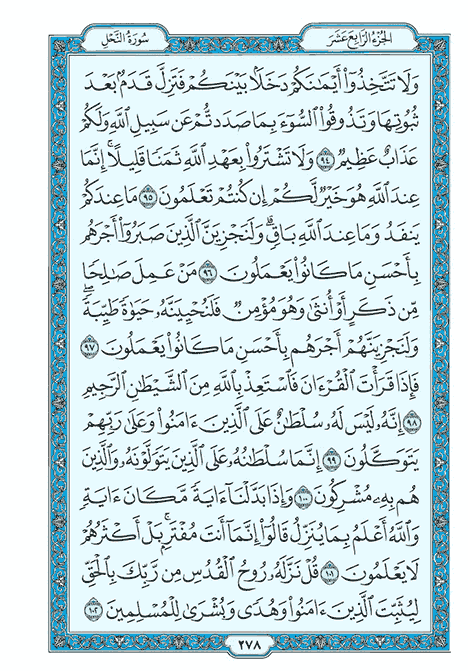 الجُزْءُ الرَّابِعَ عَشَرَ
سُورَةُ النَّحْلِ
وَلَا تَتَّخِذُوٓا۟ أَيْمَـٰنَكُمْ دَخَلًۢا بَيْنَكُمْ فَتَزِلَّ قَدَمٌۢ بَعْدَ
ثُبُوتِهَا وَتَذُوقُوا۟ ٱلسُّوٓءَ بِمَا صَدَدتُّمْ عَن سَبِيلِ ٱللَّهِ وَلَكُمْ
عَذَابٌ عَظِيمٌ ٩٤ وَلَا تَشْتَرُوا۟ بِعَهْدِ ٱللَّهِ ثَمَنًا قَلِيلًا ۚ إِنَّمَا
عِندَ ٱللَّهِ هُوَ خَيْرٌ لَّكُمْ إِن كُنتُمْ تَعْلَمُونَ ٩٥ مَا عِندَكُمْ
يَنفَدُ وَمَا عِندَ ٱللَّهِ بَاقٍ ۗ وَلَنَجْزِيَنَّ ٱلَّذِينَ صَبَرُوٓا۟ أَجْرَهُم
بِأَحْسَنِ مَا كَانُوا۟ يَعْمَلُونَ ٩٦ مَنْ عَمِلَ صَـٰلِحًا
مِّن ذَكَرٍ أَوْ أُنثَىٰ وَهُوَ مُؤْمِنٌ فَلَنُحْيِيَنَّهُۥ حَيَوٰةً طَيِّبَةً ۖ
وَلَنَجْزِيَنَّهُمْ أَجْرَهُم بِأَحْسَنِ مَا كَانُوا۟ يَعْمَلُونَ ٩٧
فَإِذَا قَرَأْتَ ٱلْقُرْءَانَ فَٱسْتَعِذْ بِٱللَّهِ مِنَ ٱلشَّيْطَـٰنِ ٱلرَّجِيمِ
٩٨ إِنَّهُۥ لَيْسَ لَهُۥ سُلْطَـٰنٌ عَلَى ٱلَّذِينَ ءَامَنُوا۟ وَعَلَىٰ رَبِّهِمْ
يَتَوَكَّلُونَ ٩٩ إِنَّمَا سُلْطَـٰنُهُۥ عَلَى ٱلَّذِينَ يَتَوَلَّوْنَهُۥ وَٱلَّذِينَ
هُم بِهِۦ مُشْرِكُونَ ١٠٠ وَإِذَا بَدَّلْنَآ ءَايَةً مَّكَانَ ءَايَةٍ ۙ
وَٱللَّهُ أَعْلَمُ بِمَا يُنَزِّلُ قَالُوٓا۟ إِنَّمَآ أَنتَ مُفْتَرٍۭ ۚ بَلْ أَكْثَرُهُمْ
لَا يَعْلَمُونَ ١٠١ قُلْ نَزَّلَهُۥ رُوحُ ٱلْقُدُسِ مِن رَّبِّكَ بِٱلْحَقِّ
لِيُثَبِّتَ ٱلَّذِينَ ءَامَنُوا۟ وَهُدًى وَبُشْرَىٰ لِلْمُسْلِمِينَ ١٠٢
٢٧٨